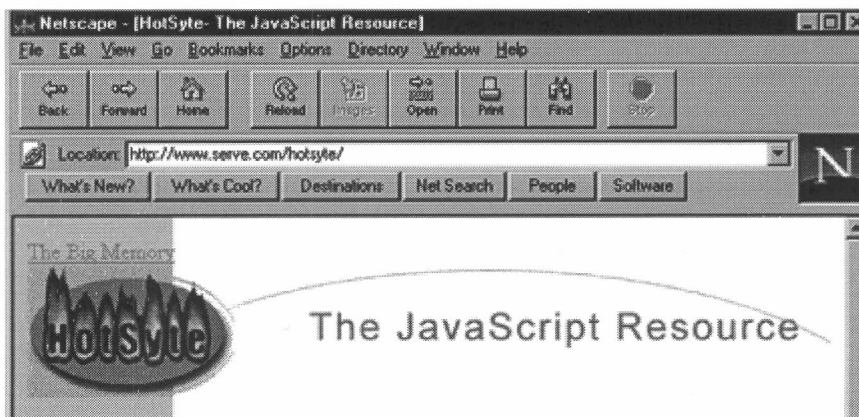 Netscape - [HotSyte- The JavaScript Resource]
File Edit View Go Bookmarks Options Directory Window Help
Back Forward Home Reload Images Open Print Find Stop
Location: http://www.serve.com/hotsyte/
N
What's New? What's Cool? Destinations Net Search People Software
The Big Memory
HotSyte
The JavaScript Resource